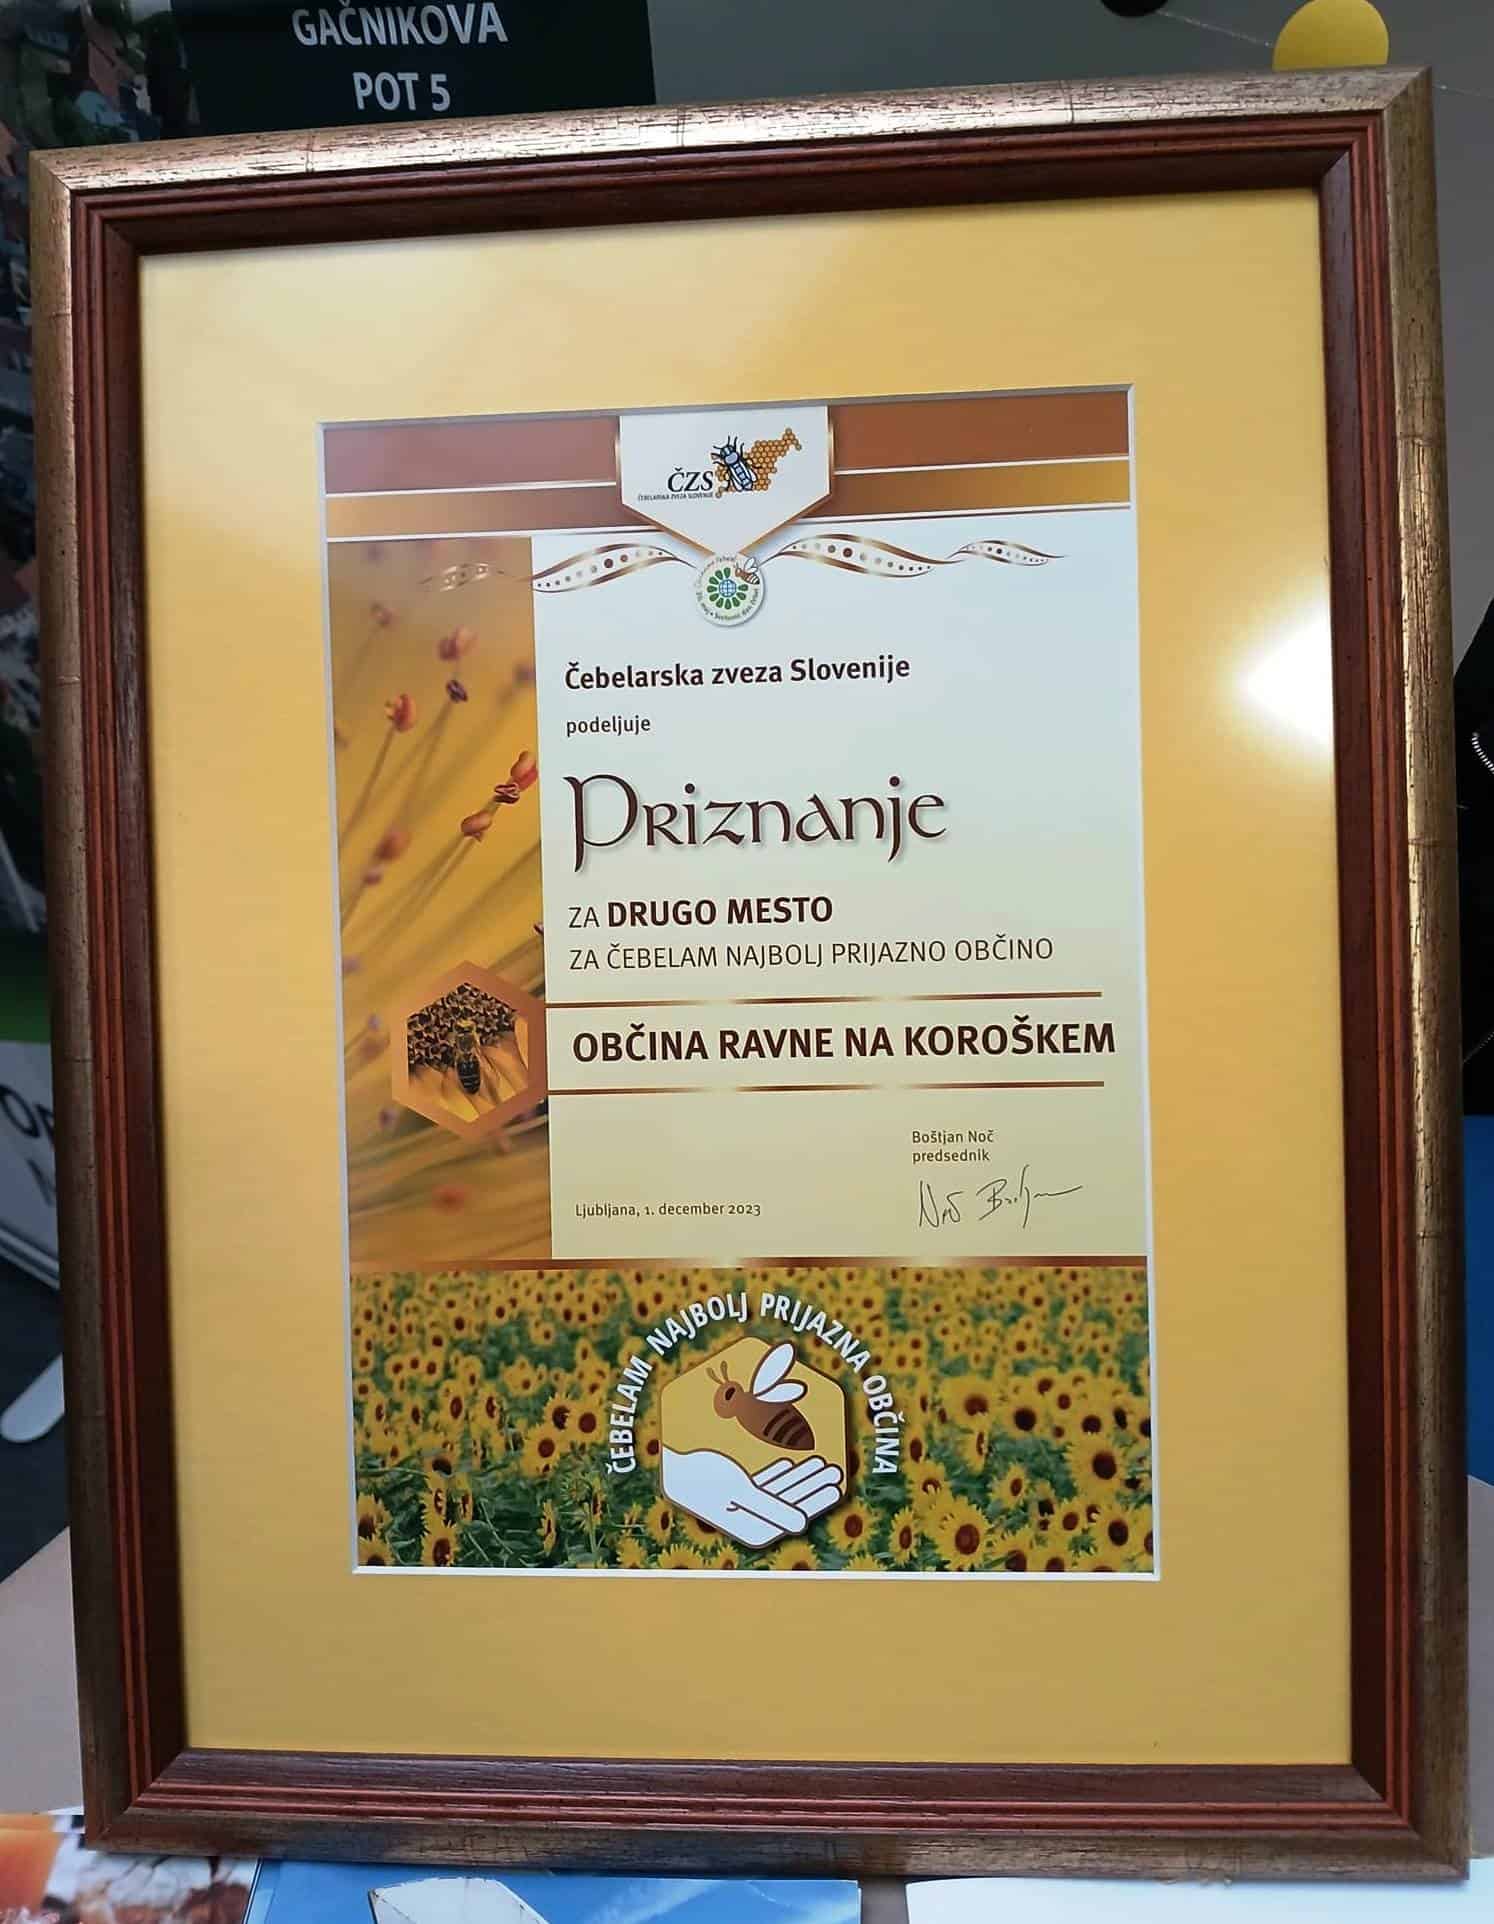 GAČNIKOVA
POT 5
ČZS
ČEBELARSKA ZVEZA SLOVENIJE
Čebelarska zveza Slovenije
podeljuje
Priznanje
ZA DRUGO MESTO
ZA ČEBELAM NAJBOLJ PRIJAZNO OBČINO
OBČINA RAVNE NA KOROŠKEM
Boštjan Noč
predsednik
Ljubljana, 1. december 2023
ČEBELAM NAJBOLJ PRIJAZNA OBČINA